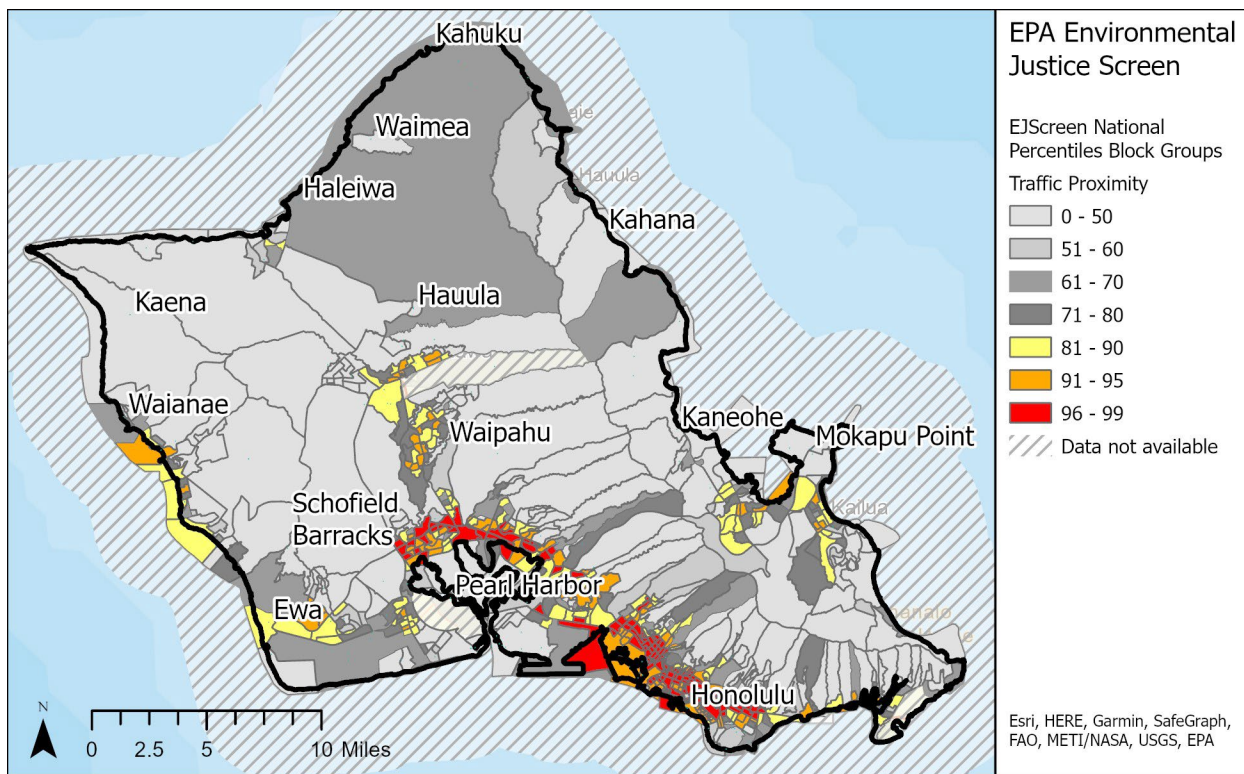 Kahuku
Waimea
Haleiwa
Hauula
Kahana
Kaena
Hauula
Waianae
Waipahu
Kaneohe
Mokapu Point
Kailua
Schofield
Barracks
Pearl Harbor
Ewa
Honolulu
N
0 2.5 5 10 Miles
EPA Environmental
Justice Screen
EJScreen National
Percentiles Block Groups
Traffic Proximity
0 - 50
51 - 60
61 - 70
71 - 80
81 - 90
91 - 95
96 - 99
Data not available
Esri, HERE, Garmin, SafeGraph,
FAO, METI/NASA, USGS, EPA